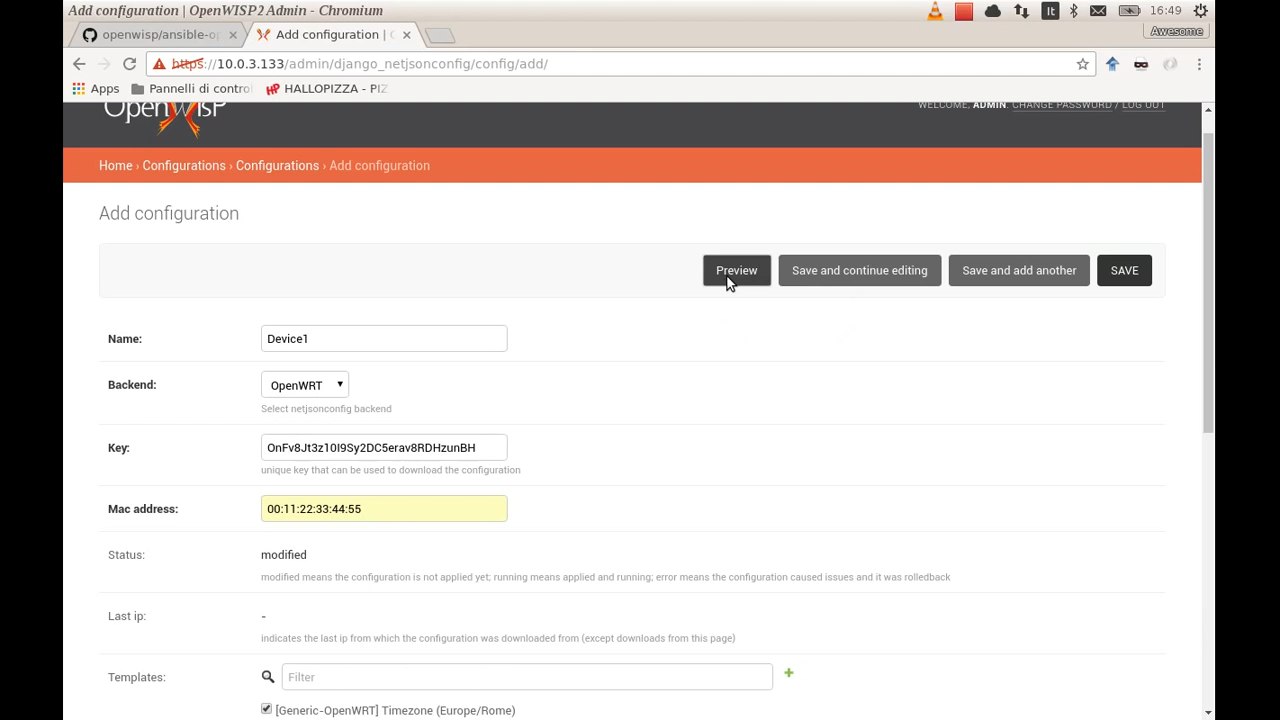 Add configuration | OpenWISP2 Admin - Chromium
It
16:49
openwisp/ansible-op
Add configuration |
Awesome
https://10.0.3.133/admin/django_netjsonconfig/config/add/
Apps Pannelli di contro HALLOPIZZA - PIZ
OpenWISP
WELCOME, ADMIN. CHANGE PASSWORD / LOG OUT
Home › Configurations › Configurations › Add configuration
Add configuration
Preview Save and continue editing Save and add another SAVE
Name: Device1
Backend: OpenWRT
Select netjsonconfig backend
Key: OnFv8Jt3z10I9Sy2DC5erav8RDHzunBH
unique key that can be used to download the configuration
Mac address: 00:11:22:33:44:55
Status: modified
modified means the configuration is not applied yet; running means applied and running; error means the configuration caused issues and it was rolledback
Last ip: -
indicates the last ip from which the configuration was downloaded from (except downloads from this page)
Templates: Filter
[Generic-OpenWRT] Timezone (Europe/Rome)